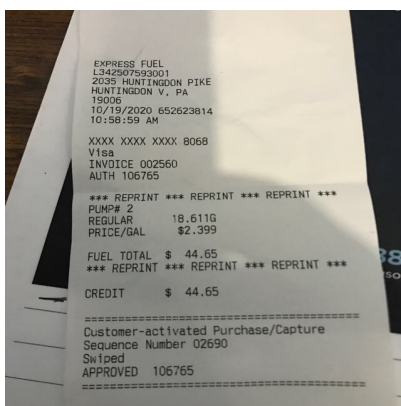 EXPRESS FUEL
L342507593001
2035 HUNTINGDON PIKE
HUNTINGDON V, PA
19006
10/19/2020 652623814
10:58:59 AM
XXXX XXXX XXXX 8068
Visa
INVOICE 002560
AUTH 106765
*** REPRINT *** REPRINT *** REPRINT ***
PUMP# 2
REGULAR 18.611G
PRICE/GAL $2.399
FUEL TOTAL $ 44.65
*** REPRINT *** REPRINT *** REPRINT ***
CREDIT $ 44.65
=======================================
Customer-activated Purchase/Capture
Sequence Number 02690
Swiped
APPROVED 106765
=======================================